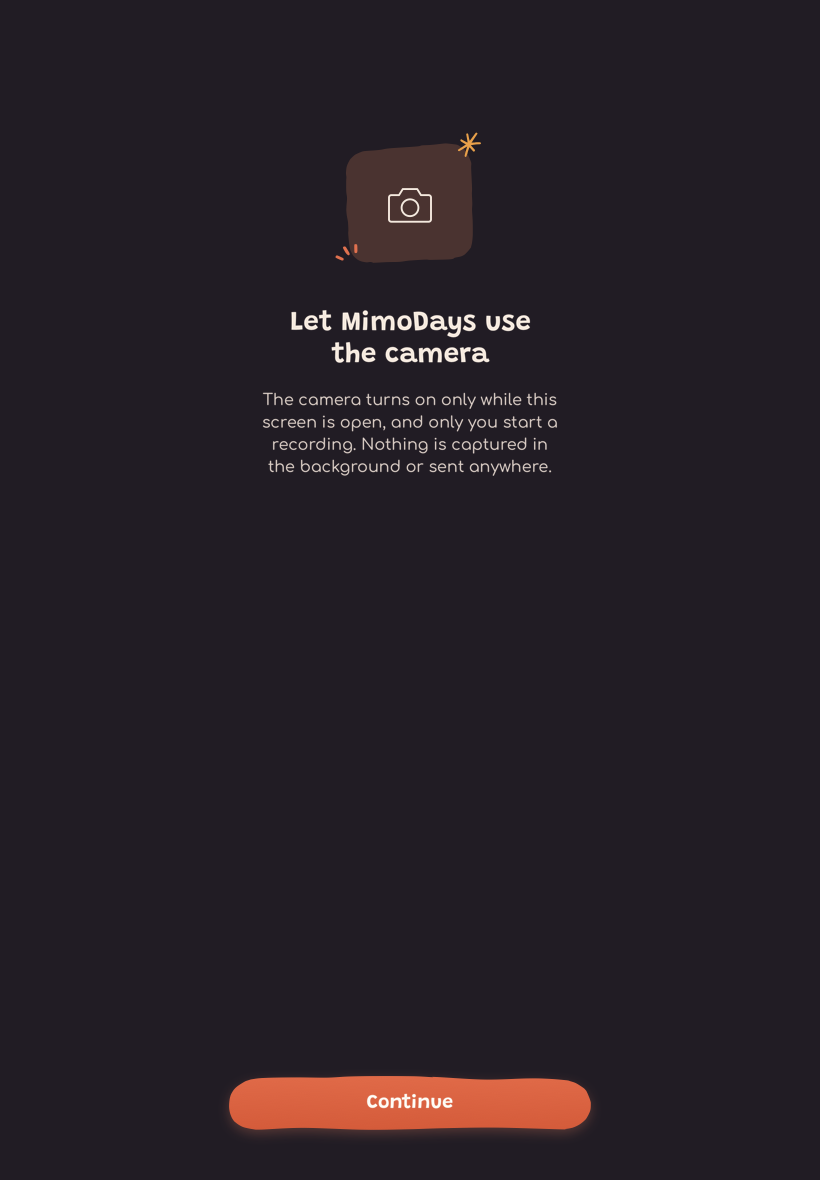 Let MimoDays use
the camera
The camera turns on only while this
screen is open, and only you start a
recording. Nothing is captured in
the background or sent anywhere.
Continue